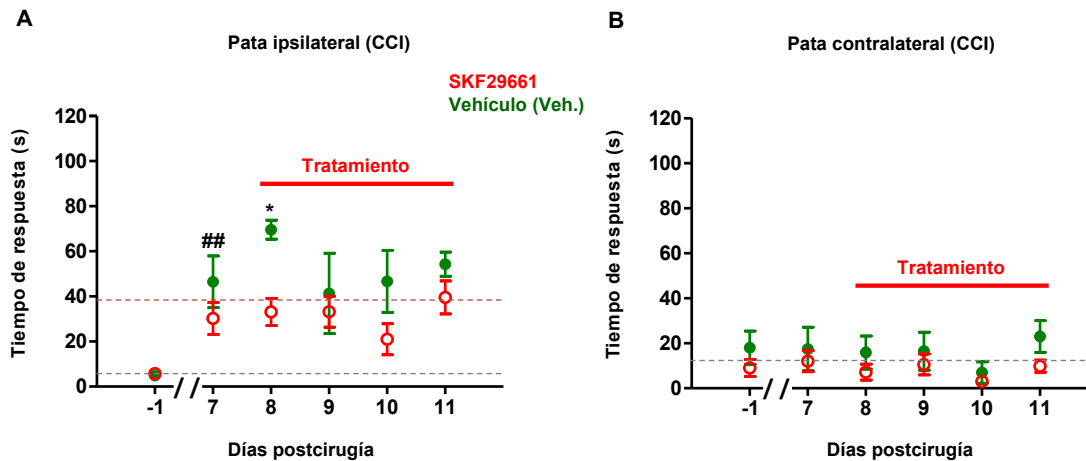 A
Pata ipsilateral (CCI)
SKF29661
Vehículo (Veh.)
Tiempo de respuesta (s)
120
100
80
60
40
20
0
Tratamiento
##
*
-1
//
7
8
9
10
11
Días postcirugía
B
Pata contralateral (CCI)
Tiempo de respuesta (s)
120
100
80
60
40
20
0
Tratamiento
-1
//
7
8
9
10
11
Días postcirugía